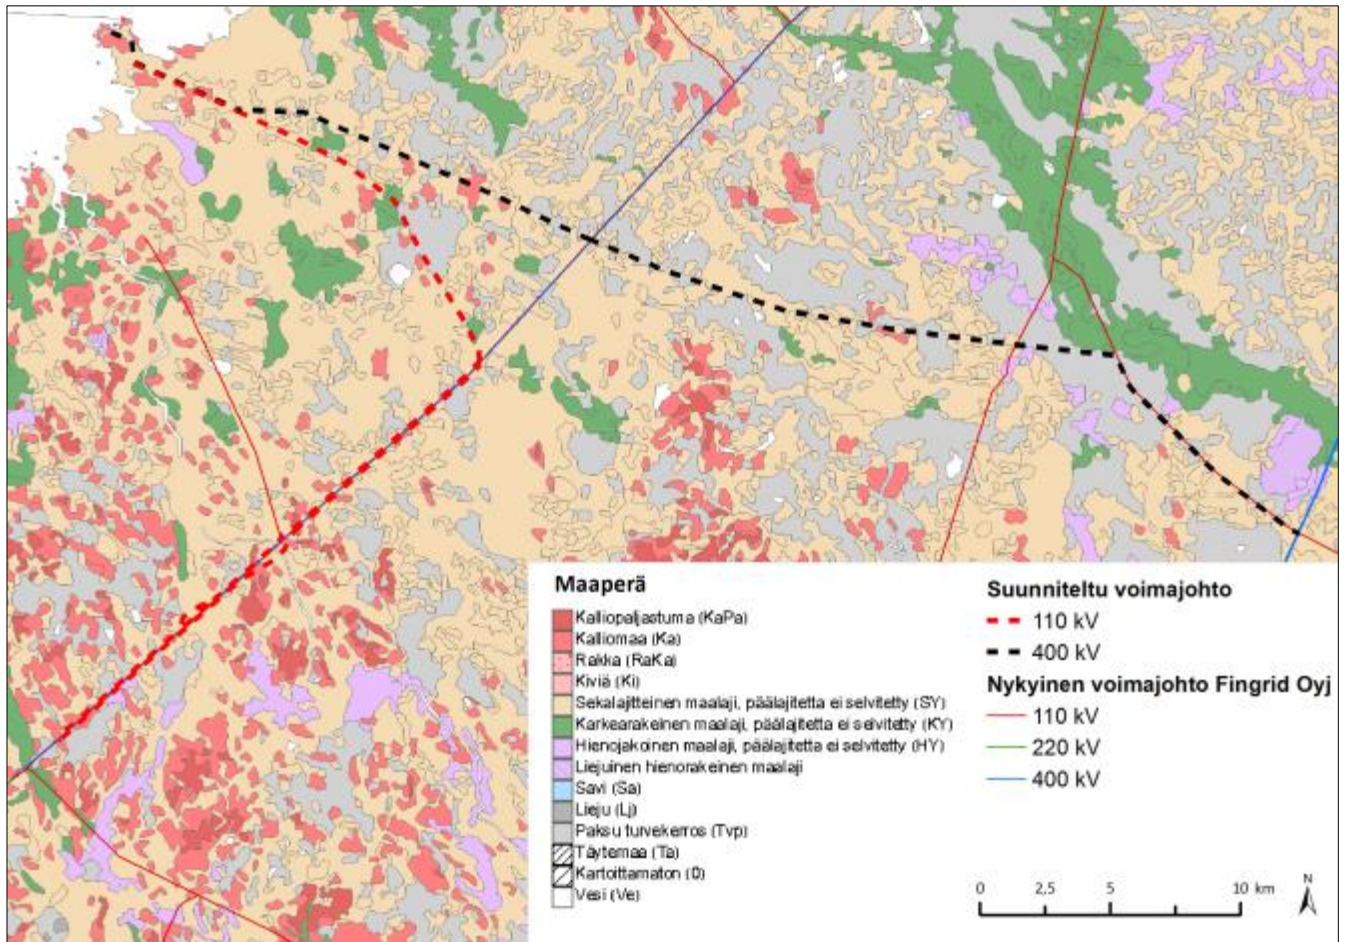 Maaperä
Kalliopaljastuma (KaPa)
Kalliomaa (Ka)
Rakka (RaKa)
Kiviä (Ki)
Sekalajitteinen maalaji, päälajitetta ei selvitetty (SY)
Karkearakeinen maalaji, päälajitetta ei selvitetty (KY)
Hienojakoinen maalaji, päälajitetta ei selvitetty (HY)
Liejuinen hienorakeinen maalaji
Savi (Sa)
Lieju (Lj)
Paksu turvekerros (Tvp)
Täytemaa (Ta)
Kartoittamaton (0)
Vesi (Ve)
Suunniteltu voimajohto
110 kV
400 kV
Nykyinen voimajohto Fingrid Oyj
110 kV
220 kV
400 kV
0 2,5 5 10 km
N